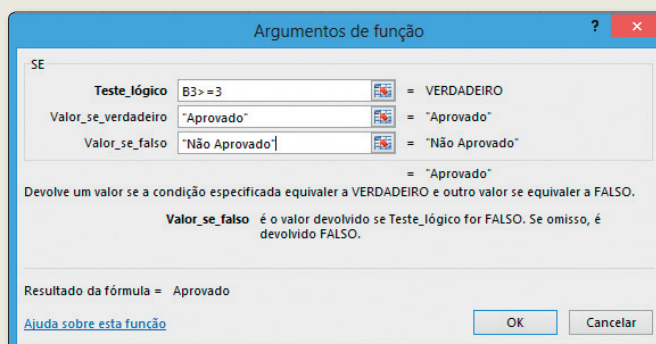 Argumentos de função
?
SE
Teste_lógico B3>=3 = VERDADEIRO
Valor_se_verdadeiro "Aprovado" = "Aprovado"
Valor_se_falso "Não Aprovado" = "Não Aprovado"
= "Aprovado"
Devolve um valor se a condição especificada equivaler a VERDADEIRO e outro valor se equivaler a FALSO.
Valor_se_falso é o valor devolvido se Teste_lógico for FALSO. Se omisso, é
devolvido FALSO.
Resultado da fórmula = Aprovado
Ajuda sobre esta função OK Cancelar